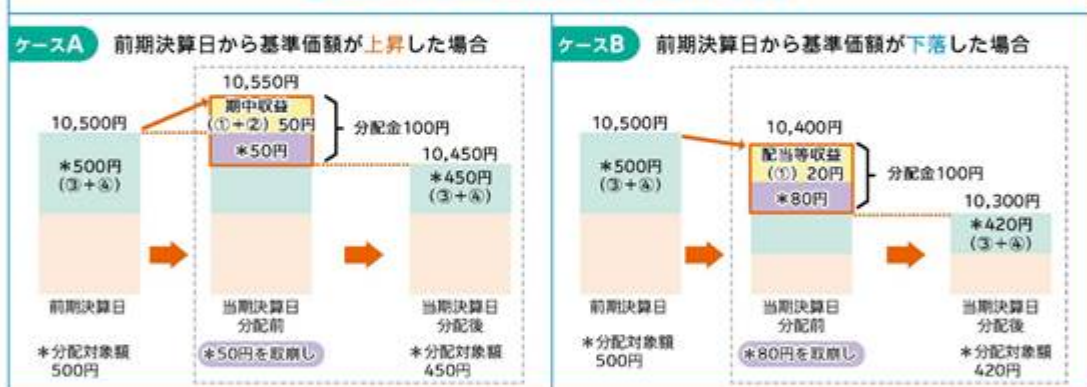 ケースA 前期決算日から基準価額が上昇した場合
10,500円
*500円
(③+④)
前期決算日
*分配対象額
500円
10,550円
期中収益
(①+②) 50円
*50円
分配金100円
当期決算日
分配前
*50円を取崩し
10,450円
*450円
(③+④)
当期決算日
分配後
*分配対象額
450円
ケースB 前期決算日から基準価額が下落した場合
10,500円
*500円
(③+④)
前期決算日
*分配対象額
500円
10,400円
配当等収益
(①) 20円
*80円
分配金100円
当期決算日
分配前
*80円を取崩し
10,300円
*420円
(③+④)
当期決算日
分配後
*分配対象額
420円